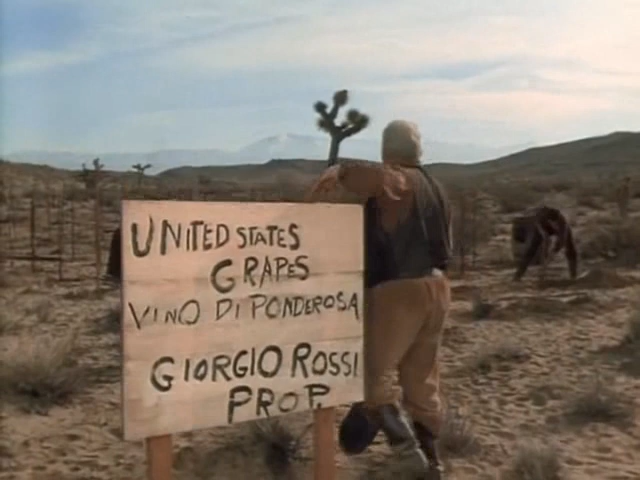 UNITED STATES
GRAPES
VINO DI PONDEROSA
GIORGIO ROSSI
PROP.